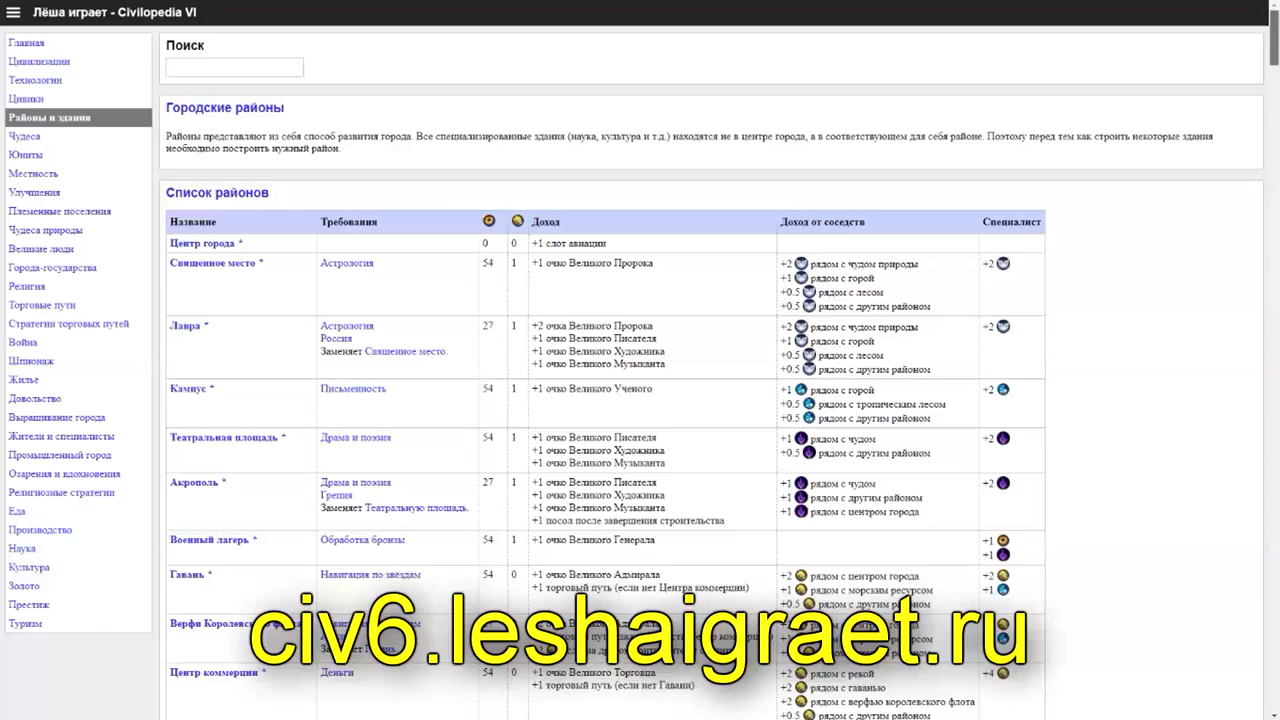 Лёша играет - Civilopedia VI
Главная
Цивилизации
Технологии
Цивики
Районы и здания
Чудеса
Юниты
Местность
Улучшения
Племенные поселения
Чудеса природы
Великие люди
Города-государства
Религия
Торговые пути
Стратегии торговых путей
Война
Шпионаж
Жильё
Довольство
Выращивание города
Жители и специалисты
Промышленный город
Озарения и вдохновения
Религиозные стратегии
Еда
Производство
Наука
Культура
Золото
Престиж
Туризм
Поиск
Городские районы
Районы представляют из себя способ развития города. Все специализированные здания (наука, культура и т.д.) находятся не в центре города, а в соответствующем для себя районе. Поэтому перед тем как строить некоторые здания
необходимо построить нужный район.
Список районов
Название Требования Доход Доход от соседств Специалист
Центр города * 0 0 +1 слот авиации
Священное место * Астрология 54 1 +1 очко Великого Пророка +2 рядом с чудом природы +2
+1 рядом с горой
+0.5 рядом с лесом
+0.5 рядом с другим районом
Лавра * Астрология 27 1 +2 очка Великого Пророка +2 рядом с чудом природы +2
Россия +1 очко Великого Писателя +1 рядом с горой
Заменяет Священное место. +1 очко Великого Художника +0.5 рядом с лесом
+1 очко Великого Музыканта +0.5 рядом с другим районом
Кампус * Письменность 54 1 +1 очко Великого Ученого +1 рядом с горой +2
+0.5 рядом с тропическим лесом
+0.5 рядом с другим районом
Театральная площадь * Драма и поэзия 54 1 +1 очко Великого Писателя +1 рядом с чудом +2
+1 очко Великого Художника +0.5 рядом с другим районом
+1 очко Великого Музыканта
Акрополь * Драма и поэзия 27 1 +1 очко Великого Писателя +1 рядом с чудом +2
Греция +1 очко Великого Художника +1 рядом с другим районом
Заменяет Театральную площадь. +1 очко Великого Музыканта +1 рядом с центром города
+1 посол после завершения строительства
Военный лагерь * Обработка бронзы 54 1 +1 очко Великого Генерала +1
+1
Гавань * Навигация по звёздам 54 0 +1 очко Великого Адмирала +2 рядом с центром города +2
+1 торговый путь (если нет Центра коммерции) +1 рядом с морским ресурсом +1
+0.5 рядом с другим районом
Верфи Королевского
civ6.leshaigraet.ru
Центр коммерции * Деньги 54 0 +1 очко Великого Торговца +2 рядом с рекой +4
+1 торговый путь (если нет Гавани) +2 рядом с гаванью
+2 рядом с верфью королевского флота
+0.5 рядом с другим районом